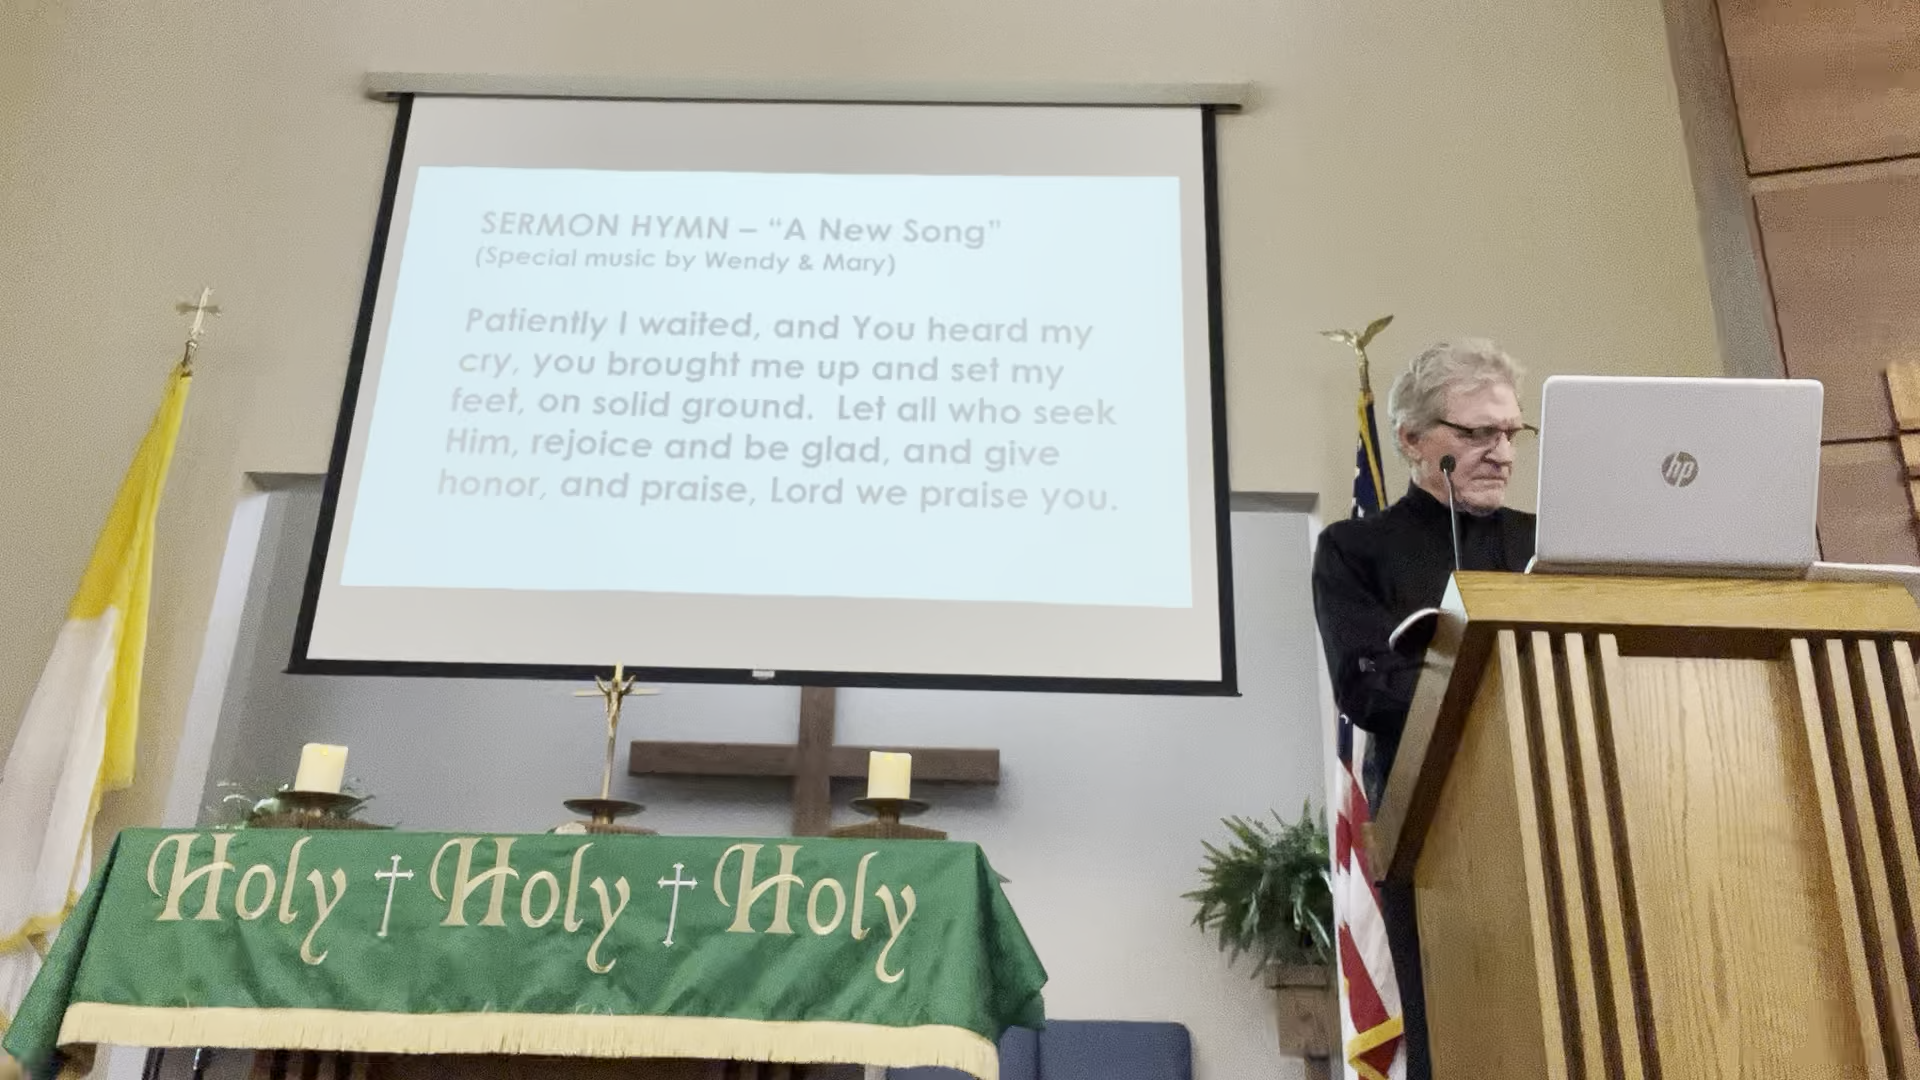 SERMON HYMN – “A New Song”
(Special music by Wendy & Mary)
Patiently I waited, and You heard my
cry, you brought me up and set my
feet, on solid ground.  Let all who seek
Him, rejoice and be glad, and give
honor, and praise, Lord we praise you.
hp
Holy Holy Holy